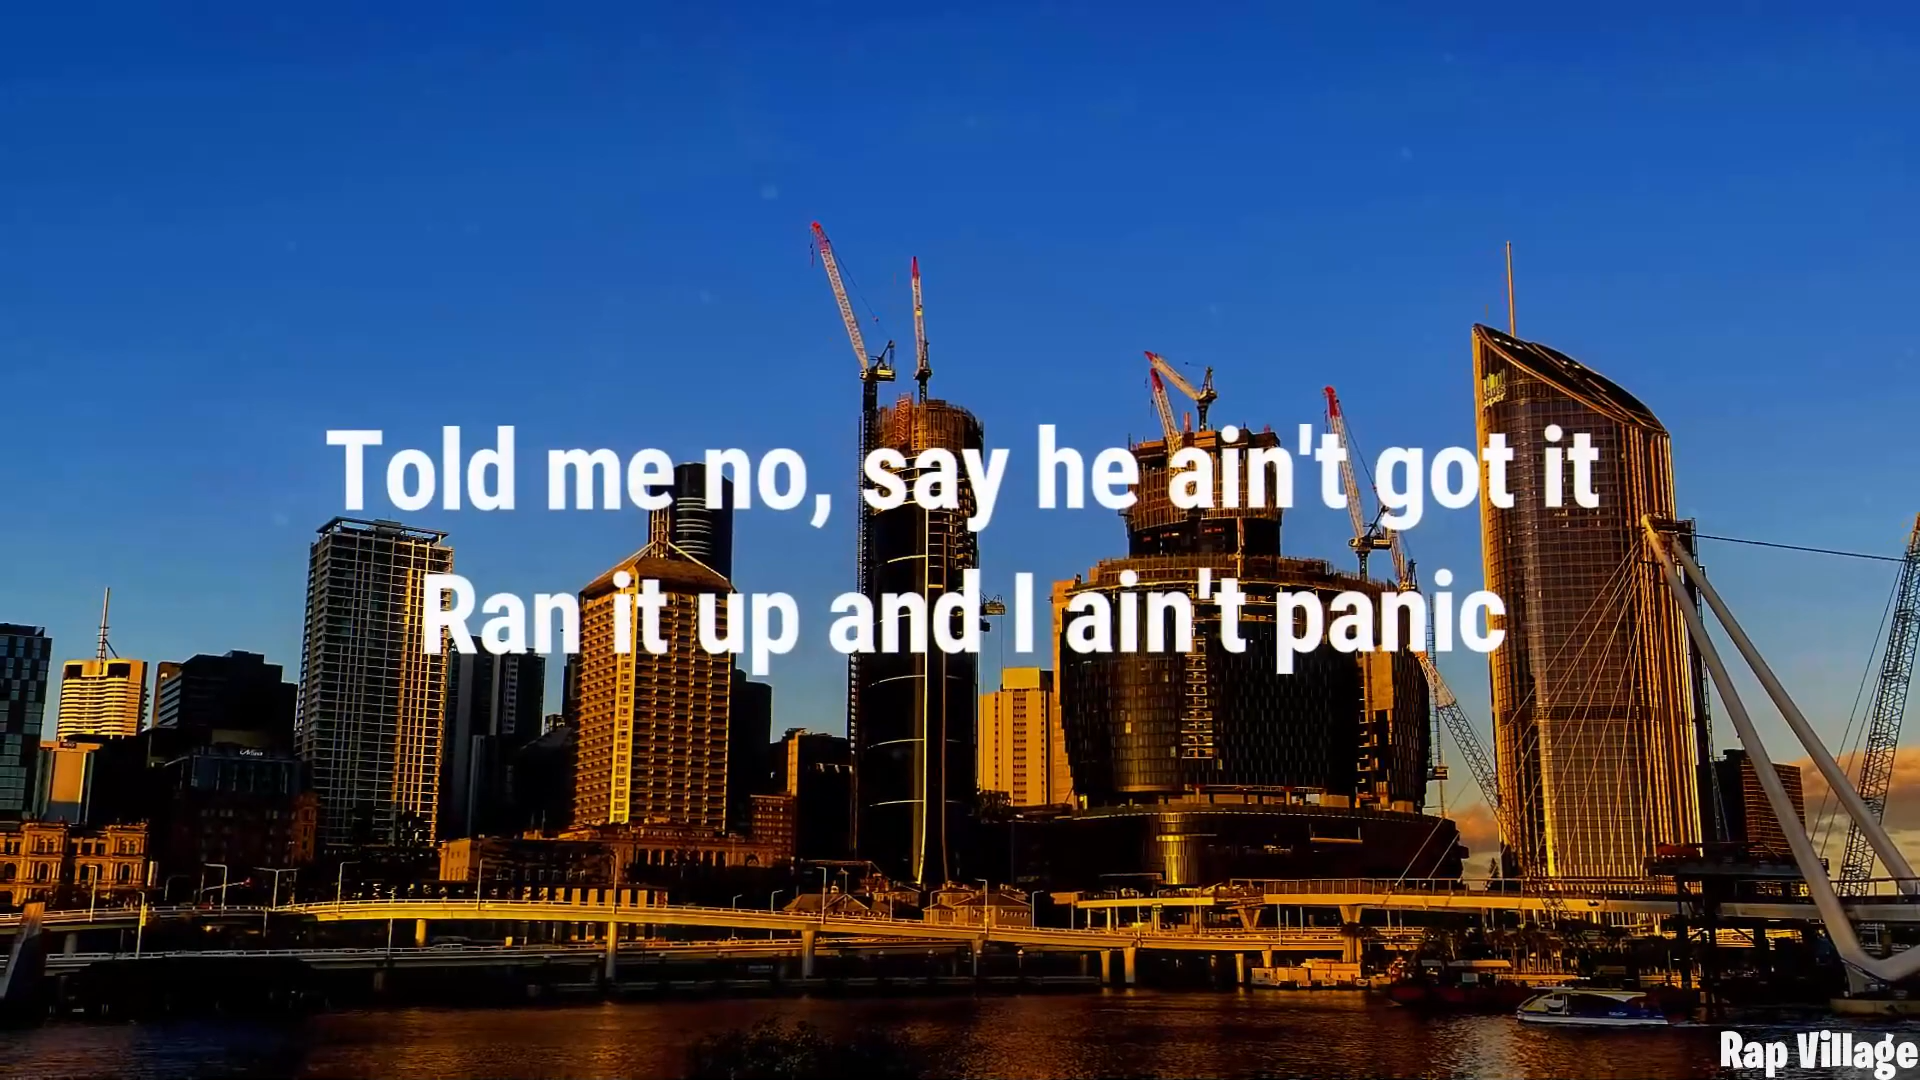 Told me no, say he ain't got it
Ran it up and I ain't panic
Rap Village